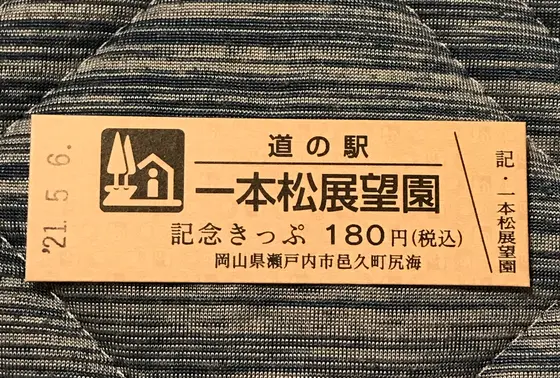 '21.5.6.
道の駅
一本松展望園
記念きっぷ 180円(税込)
岡山県瀬戸内市邑久町尻海
記・一本松展望園